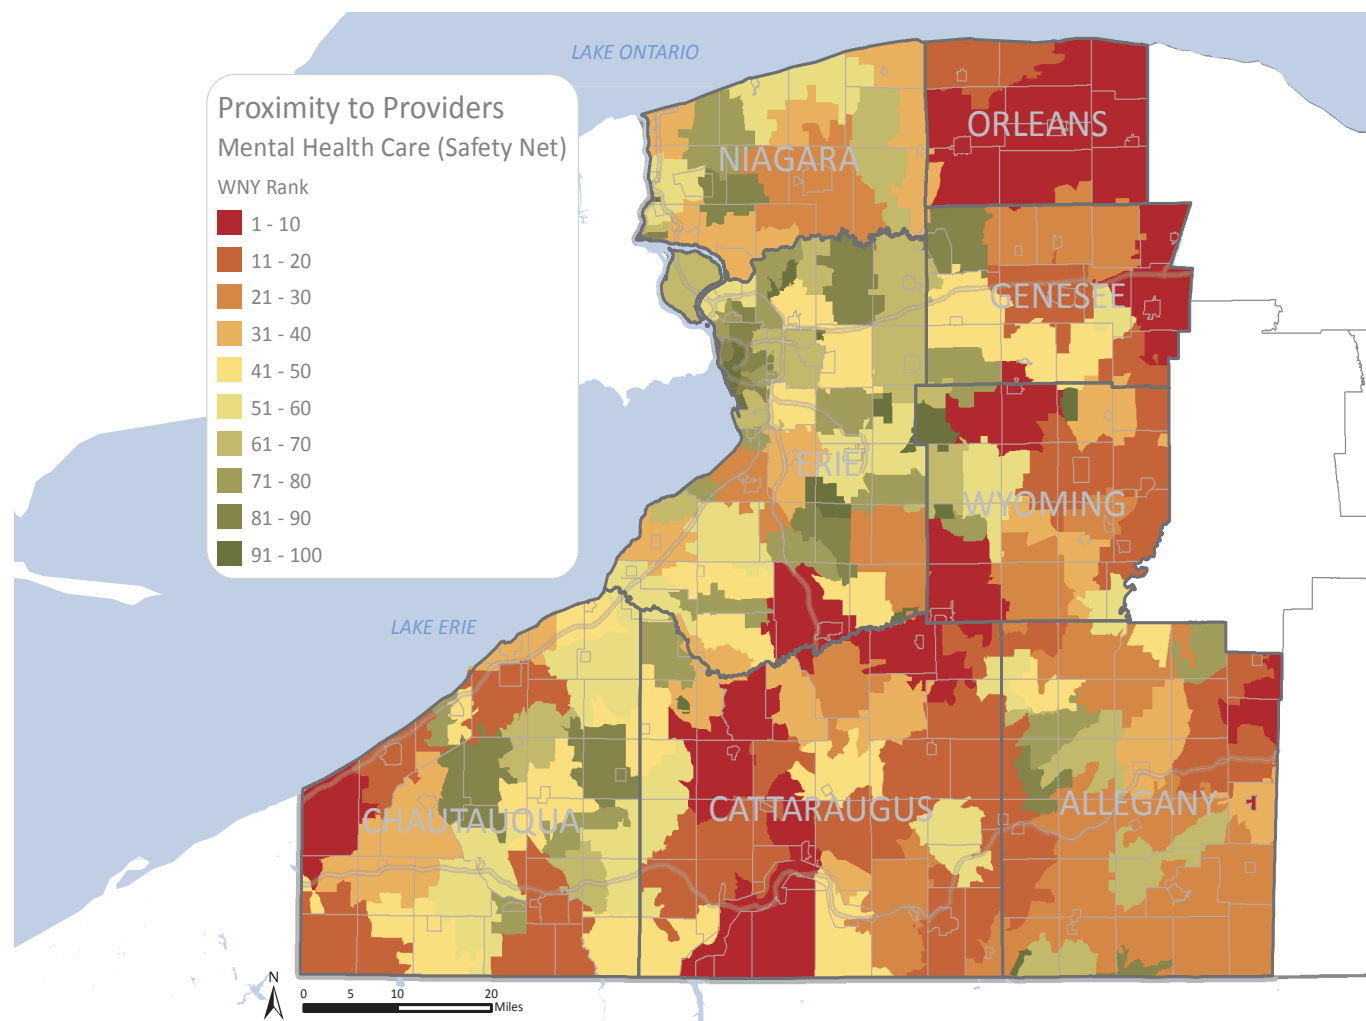 LAKE ONTARIO
Proximity to Providers
Mental Health Care (Safety Net)
WNY Rank
1 - 10
11 - 20
21 - 30
31 - 40
41 - 50
51 - 60
61 - 70
71 - 80
81 - 90
91 - 100
ORLEANS
NIAGARA
GENESEE
ERIE
WYOMING
LAKE ERIE
CHAUTAUQUA
CATTARAUGUS
ALLEGANY
N
0 5 10 20
Miles